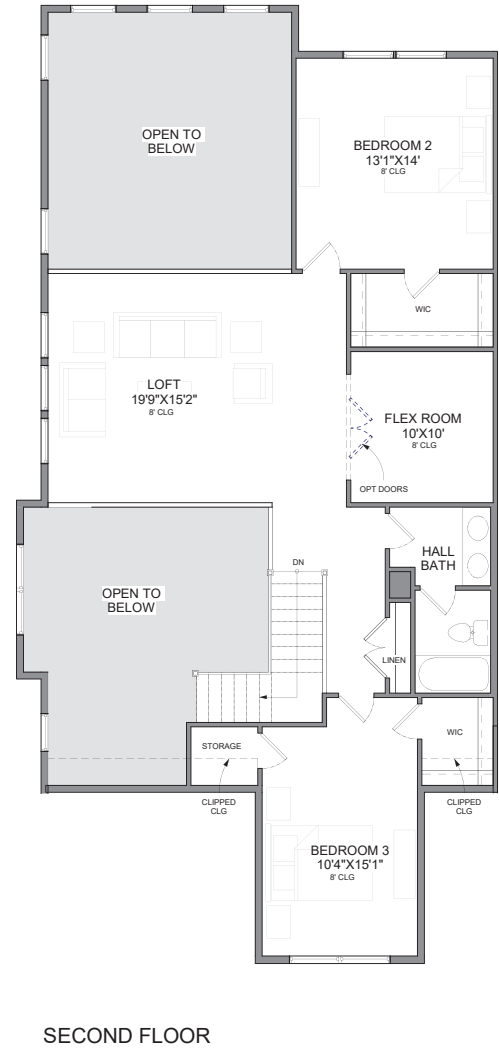 OPEN TO
BELOW
BEDROOM 2
13'1"X14'
8' CLG
WIC
LOFT
19'9"X15'2"
8' CLG
FLEX ROOM
10'X10'
8' CLG
OPT DOORS
HALL
BATH
DN
OPEN TO
BELOW
LINEN
STORAGE
WIC
CLIPPED
CLG
CLIPPED
CLG
BEDROOM 3
10'4"X15'1"
8' CLG
SECOND FLOOR